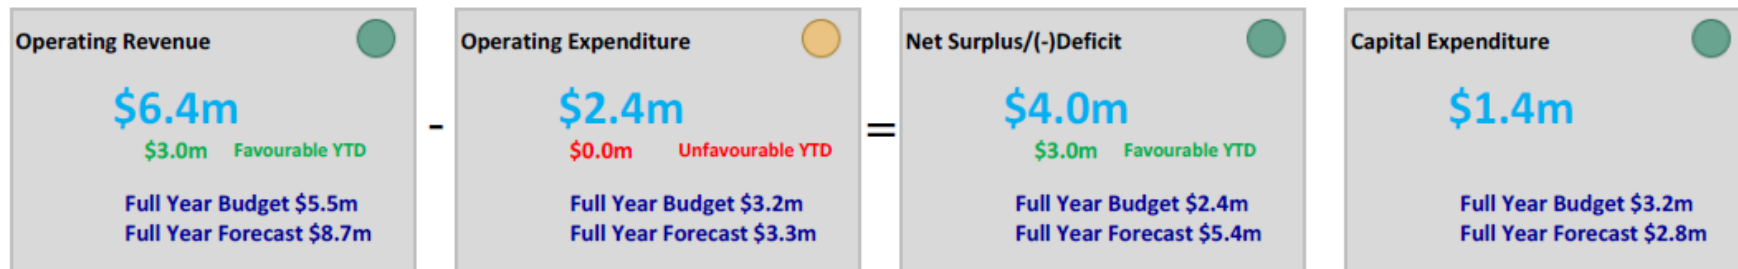 Operating Revenue
$6.4m
$3.0m Favourable YTD
Full Year Budget $5.5m
Full Year Forecast $8.7m
-
Operating Expenditure
$2.4m
$0.0m Unfavourable YTD
Full Year Budget $3.2m
Full Year Forecast $3.3m
=
Net Surplus/(-)Deficit
$4.0m
$3.0m Favourable YTD
Full Year Budget $2.4m
Full Year Forecast $5.4m
Capital Expenditure
$1.4m
Full Year Budget $3.2m
Full Year Forecast $2.8m